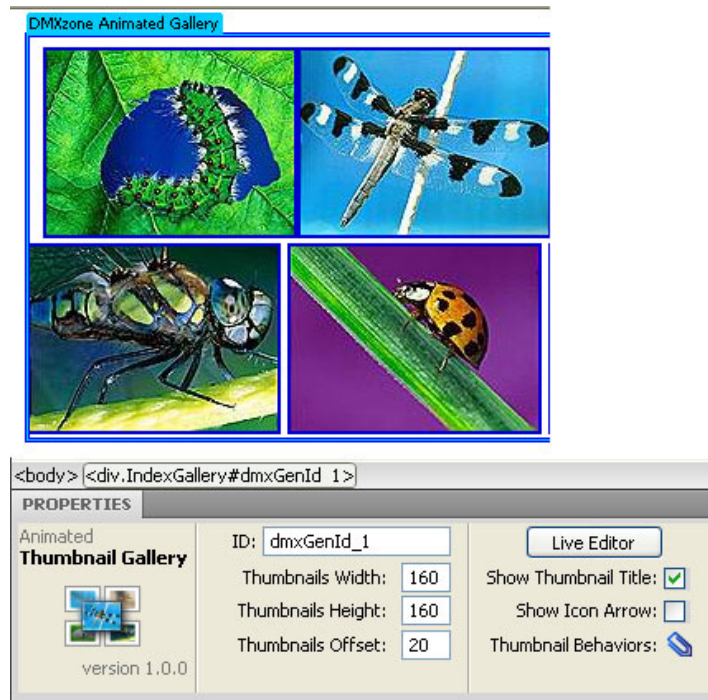 DMXzone Animated Gallery
<body> <div.IndexGallery#dmxGenId_1>
PROPERTIES
Animated
Thumbnail Gallery
version 1.0.0
ID: dmxGenId_1
Thumbnails Width: 160
Thumbnails Height: 160
Thumbnails Offset: 20
Live Editor
Show Thumbnail Title:
Show Icon Arrow:
Thumbnail Behaviors: